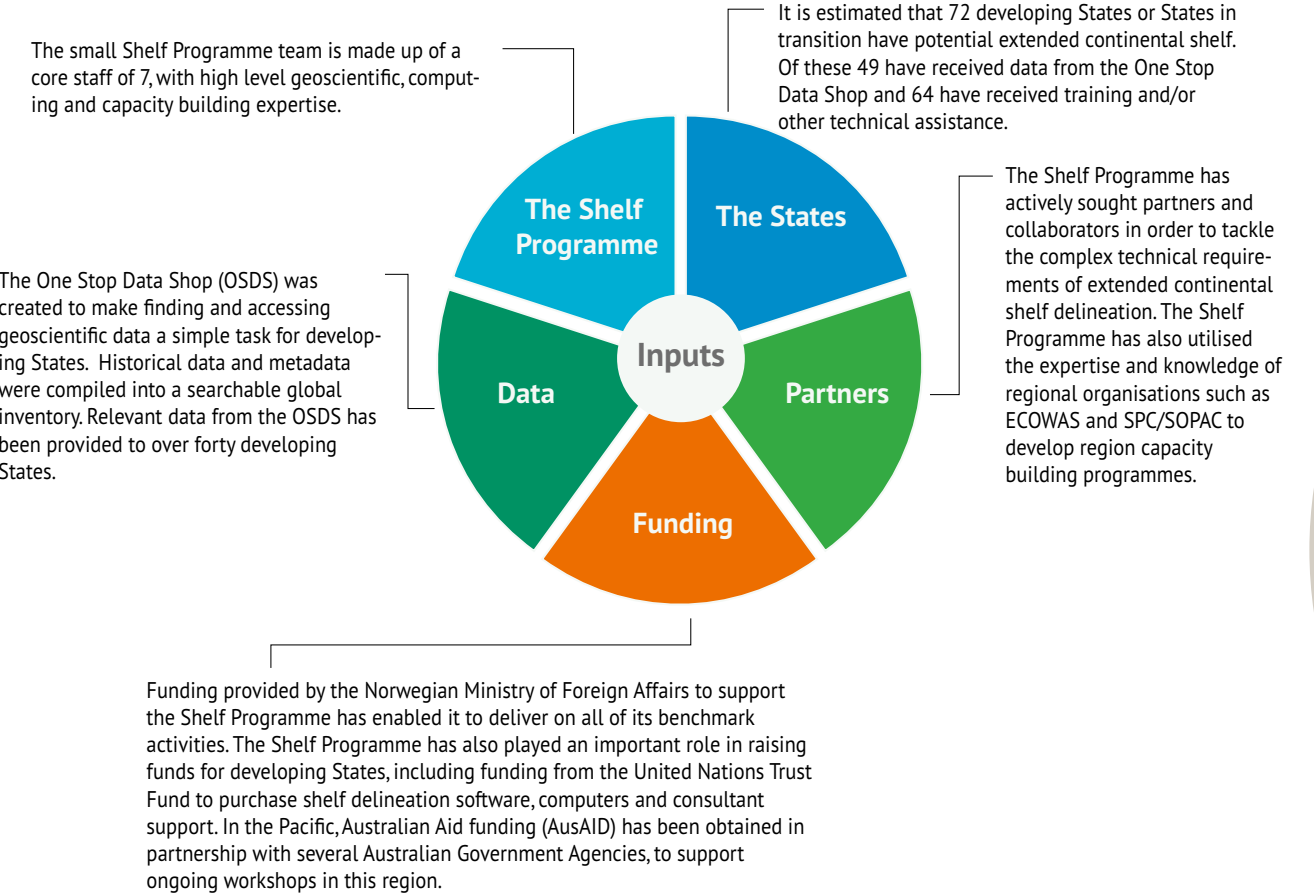 The small Shelf Programme team is made up of a
core staff of 7, with high level geoscientific, comput-
ing and capacity building expertise.
It is estimated that 72 developing States or States in
transition have potential extended continental shelf.
Of these 49 have received data from the One Stop
Data Shop and 64 have received training and/or
other technical assistance.
The Shelf
Programme
The States
The Shelf Programme has
actively sought partners and
collaborators in order to tackle
the complex technical require-
ments of extended continental
shelf delineation. The Shelf
Programme has also utilised
the expertise and knowledge of
regional organisations such as
ECOWAS and SPC/SOPAC to
develop region capacity
building programmes.
The One Stop Data Shop (OSDS) was
created to make finding and accessing
geoscientific data a simple task for develop-
ing States. Historical data and metadata
were compiled into a searchable global
inventory. Relevant data from the OSDS has
been provided to over forty developing
States.
Inputs
Data
Partners
Funding
Funding provided by the Norwegian Ministry of Foreign Affairs to support
the Shelf Programme has enabled it to deliver on all of its benchmark
activities. The Shelf Programme has also played an important role in raising
funds for developing States, including funding from the United Nations Trust
Fund to purchase shelf delineation software, computers and consultant
support. In the Pacific, Australian Aid funding (AusAID) has been obtained in
partnership with several Australian Government Agencies, to support
ongoing workshops in this region.